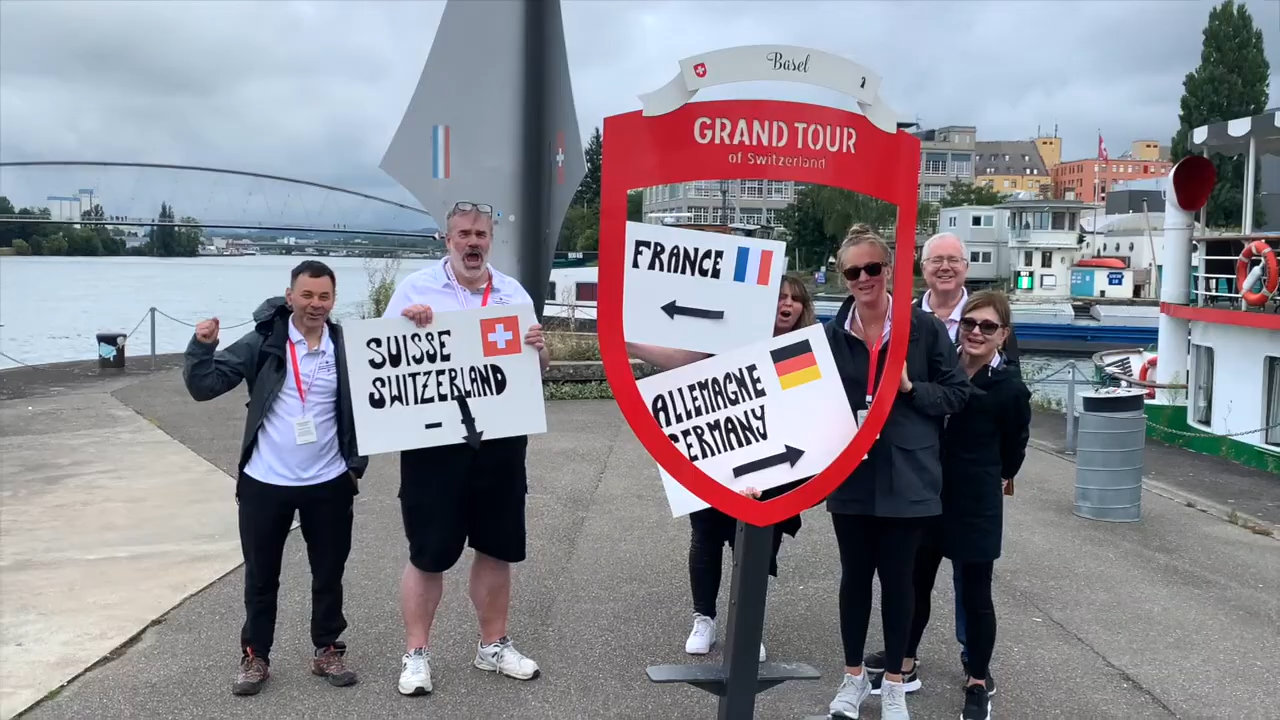 Basel
GRAND TOUR
of Switzerland
FRANCE
SUISSE
SWITZERLAND
ALLEMAGNE
GERMANY